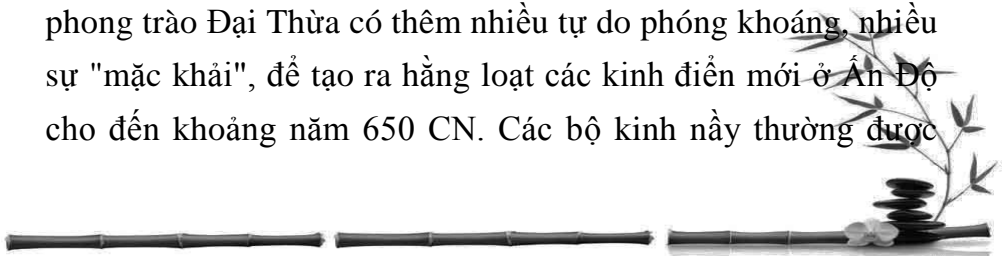 phong trào Đại Thừa có thêm nhiều tự do phóng khoáng, nhiều
sự "mặc khải", để tạo ra hằng loạt các kinh điển mới ở Ấn Độ
cho đến khoảng năm 650 CN. Các bộ kinh nầy thường được